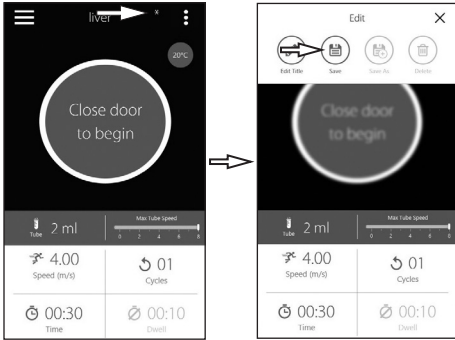 liver *
20°C
Close door
to begin
Tube 2 ml
Max Tube Speed
0 2 4 6 8
4.00
Speed (m/s)
01
Cycles
00:30
Time
00:10
Dwell
Edit
Edit Title Save Save As Delete
Close door
to begin
Tube 2 ml
Max Tube Speed
0 2 4 6 8
4.00
Speed (m/s)
01
Cycles
00:30
Time
00:10
Dwell